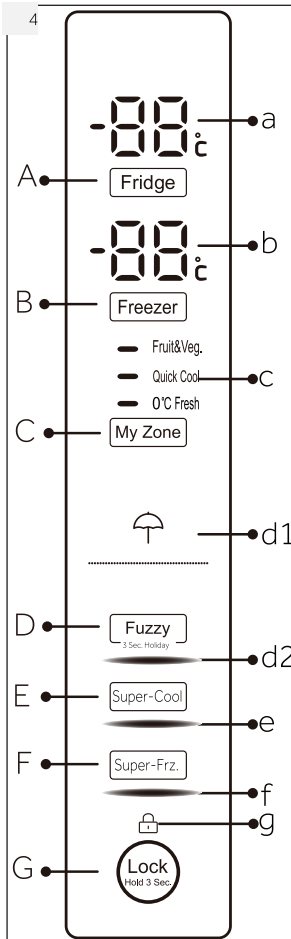 4
-88°c
a
A
Fridge
-88°c
b
B
Freezer
Fruit&Veg.
Quick Cool
c
0°C Fresh
C
My Zone
d1
D
Fuzzy
3 Sec. Holiday
d2
E
Super-Cool
e
F
Super-Frz.
f
g
G
Lock
Hold 3 Sec.